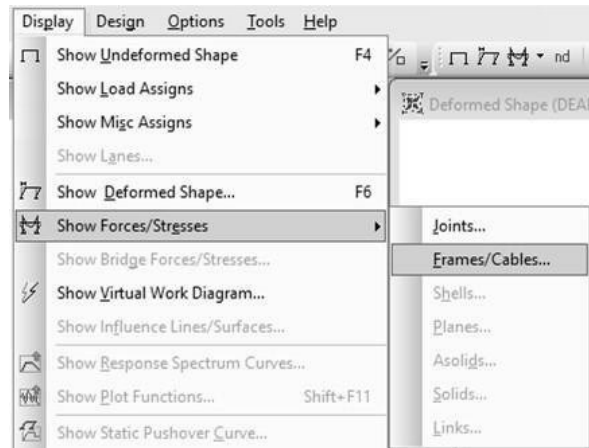 Display Design Options Tools Help
Show Undeformed Shape F4
nd
Show Load Assigns
Deformed Shape (DEA
Show Misc Assigns
Show Lanes...
Show Deformed Shape... F6
Show Forces/Stresses
Joints...
Show Bridge Forces/Stresses...
Frames/Cables...
Show Virtual Work Diagram...
Shells...
Show Influence Lines/Surfaces...
Planes...
Show Response Spectrum Curves...
Asolids...
Show Plot Functions... Shift+F11
Solids...
Show Static Pushover Curve...
Links...